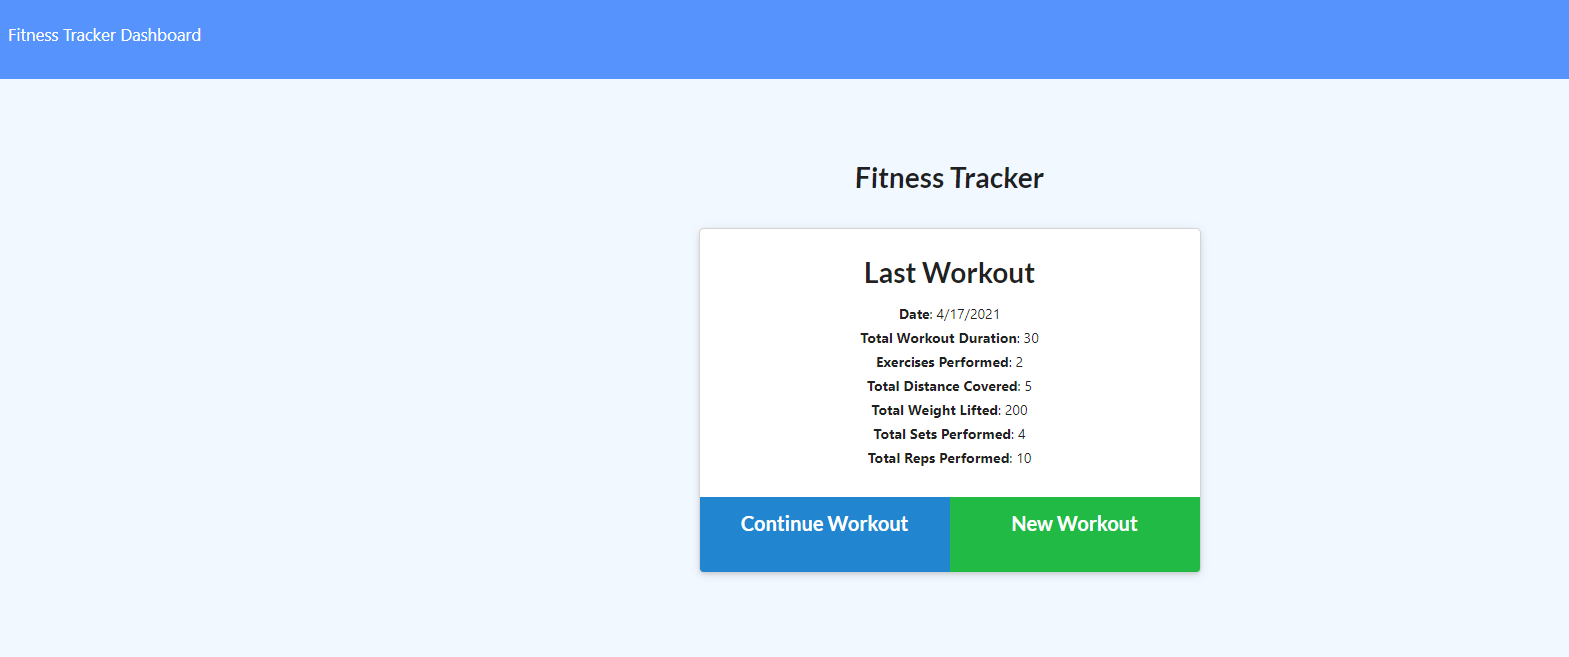 Fitness Tracker Dashboard
Fitness Tracker
Last Workout
Date: 4/17/2021
Total Workout Duration: 30
Exercises Performed: 2
Total Distance Covered: 5
Total Weight Lifted: 200
Total Sets Performed: 4
Total Reps Performed: 10
Continue Workout New Workout